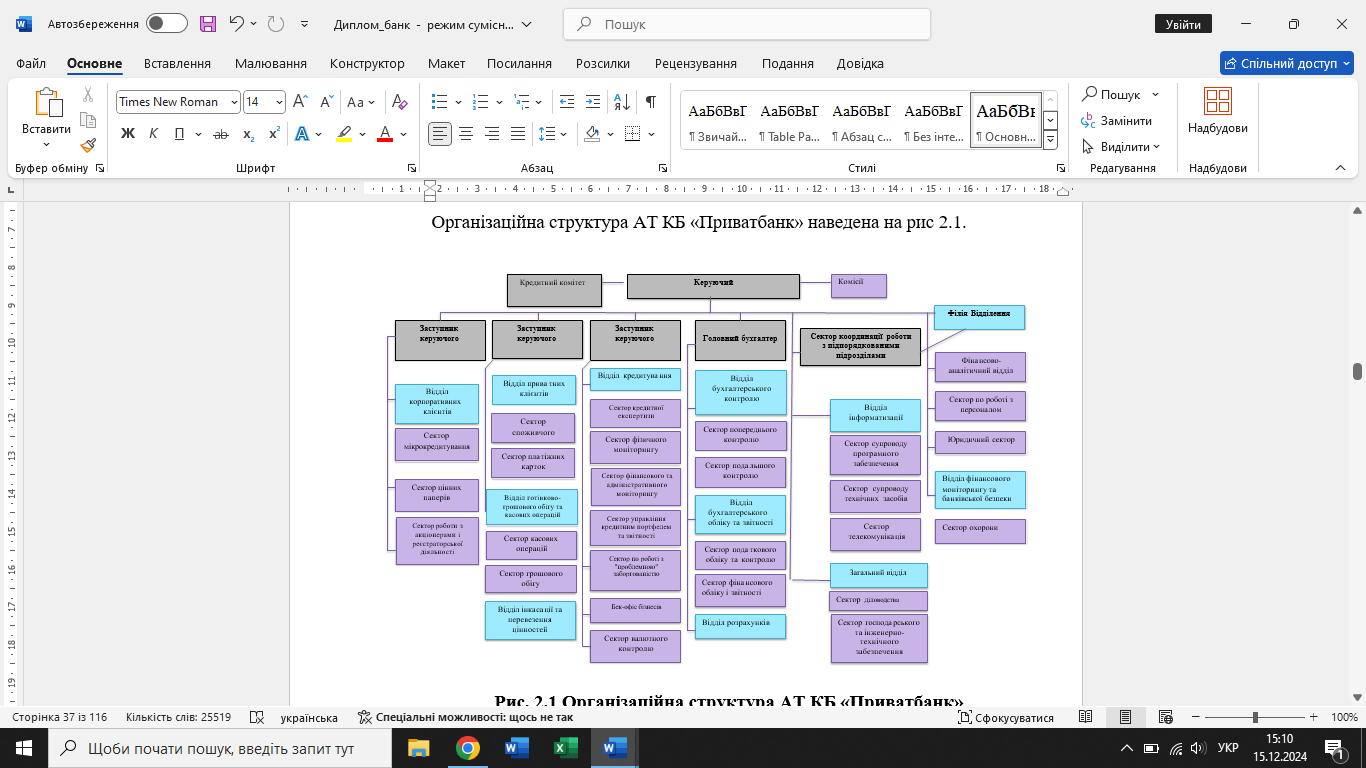 Автозбереження
Диплом_банк - режим сумісн...
Пошук
Увійти
Файл
Основне
Вставлення
Малювання
Конструктор
Макет
Посилання
Розсилки
Рецензування
Подання
Довідка
Спільний доступ
Вставити
Буфер обміну
Times New Roman
14
Шрифт
Абзац
АаБбВвГ
¶ Звичай...
АаБбВвГ
¶ Table Pa...
АаБбВвГ
¶ Абзац с...
АаБбВвГ
¶ Без інте...
АаБбВв
¶ Основн...
Стилі
Пошук
Замінити
Виділити
Редагування
Надбудови
Надбудови
Організаційна структура АТ КБ «Приватбанк» наведена на рис 2.1.
Кредитний комітет
Керуючий
Комісії
Філія Відділення
Заступник
керуючого
Заступник
керуючого
Заступник
керуючого
Головний бухгалтер
Сектор координації роботи
з підпорядкованими
підрозділами
Відділ
корпоративних
клієнтів
Сектор
мікрокредитування
Сектор цінних
паперів
Сектор роботи з
акціонерами і
реєстраторської
діяльності
Відділ прива тних
клієнтів
Сектор
споживчого
Сектор платіжних
карток
Відділ готівково-
грошового обігу та
касових операцій
Сектор касових
операцій
Сектор грошового
обігу
Відділ інкасації та
перевезення
цінностей
Відділ кредитування
Сектор кредитної
експертизи
Сектор фізичного
моніторингу
Сектор фінансового та
адміністративного
моніторингу
Сектор управління
кредитним портфелем
та звітності
Сектор по роботі з
"проблемною"
заборгованістю
Бек-офіс бізнесів
Сектор валютного
контролю
Відділ
бухгалтерського
контролю
Сектор попереднього
контролю
Сектор подальшого
контролю
Відділ
бухгалтерського
обліку та звітності
Сектор податкового
обліку та контролю
Сектор фінансового
обліку і звітності
Відділ розрахунків
Відділ
інформатизації
Сектор супроводу
програмного
забезпечення
Сектор супроводу
технічних засобів
Сектор
телекомунікація
Загальний відділ
Сектор діловодства
Сектор господарського
та інженерно-
технічного
забезпечення
Фінансово-
аналітичний відділ
Сектор по роботі з
персоналом
Юридичний сектор
Відділ фінансового
моніторингу та
банківської безпеки
Сектор охорони
Рис. 2.1 Організаційна структура АТ КБ «Приватбанк»
Сторінка 37 із 116
Кількість слів: 25519
українська
Спеціальні можливості: щось не так
Сфокусуватися
100%
Щоби почати пошук, введіть запит тут
УКР
15:10
15.12.2024
1